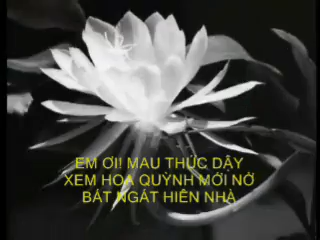 EM ƠI! MAU THỨC DẬY
XEM HOA QUỲNH MỚI NỞ
BÁT NGÁT HIÊN NHÀ